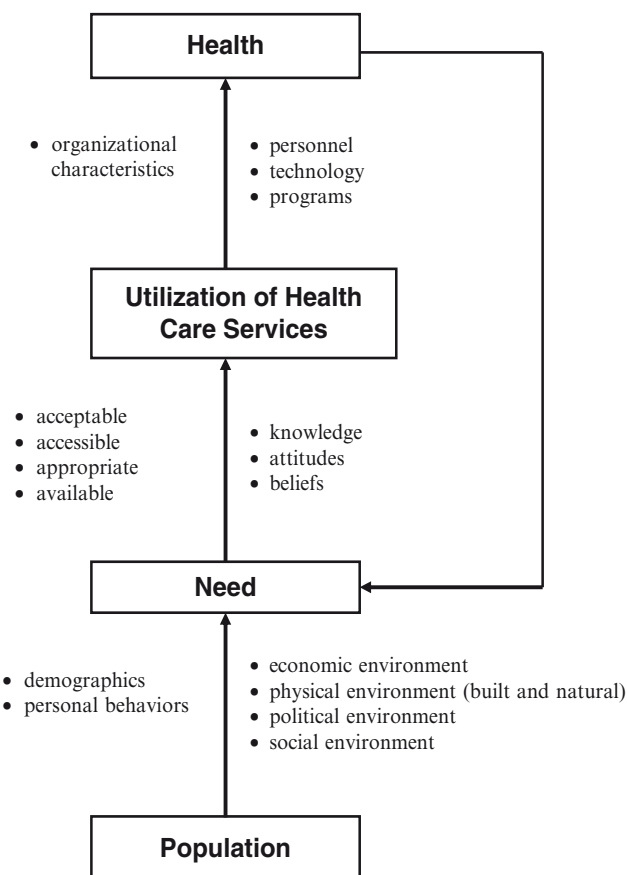 Health
• organizational
characteristics
• personnel
• technology
• programs
Utilization of Health
Care Services
• acceptable
• accessible
• appropriate
• available
• knowledge
• attitudes
• beliefs
Need
• demographics
• personal behaviors
• economic environment
• physical environment (built and natural)
• political environment
• social environment
Population